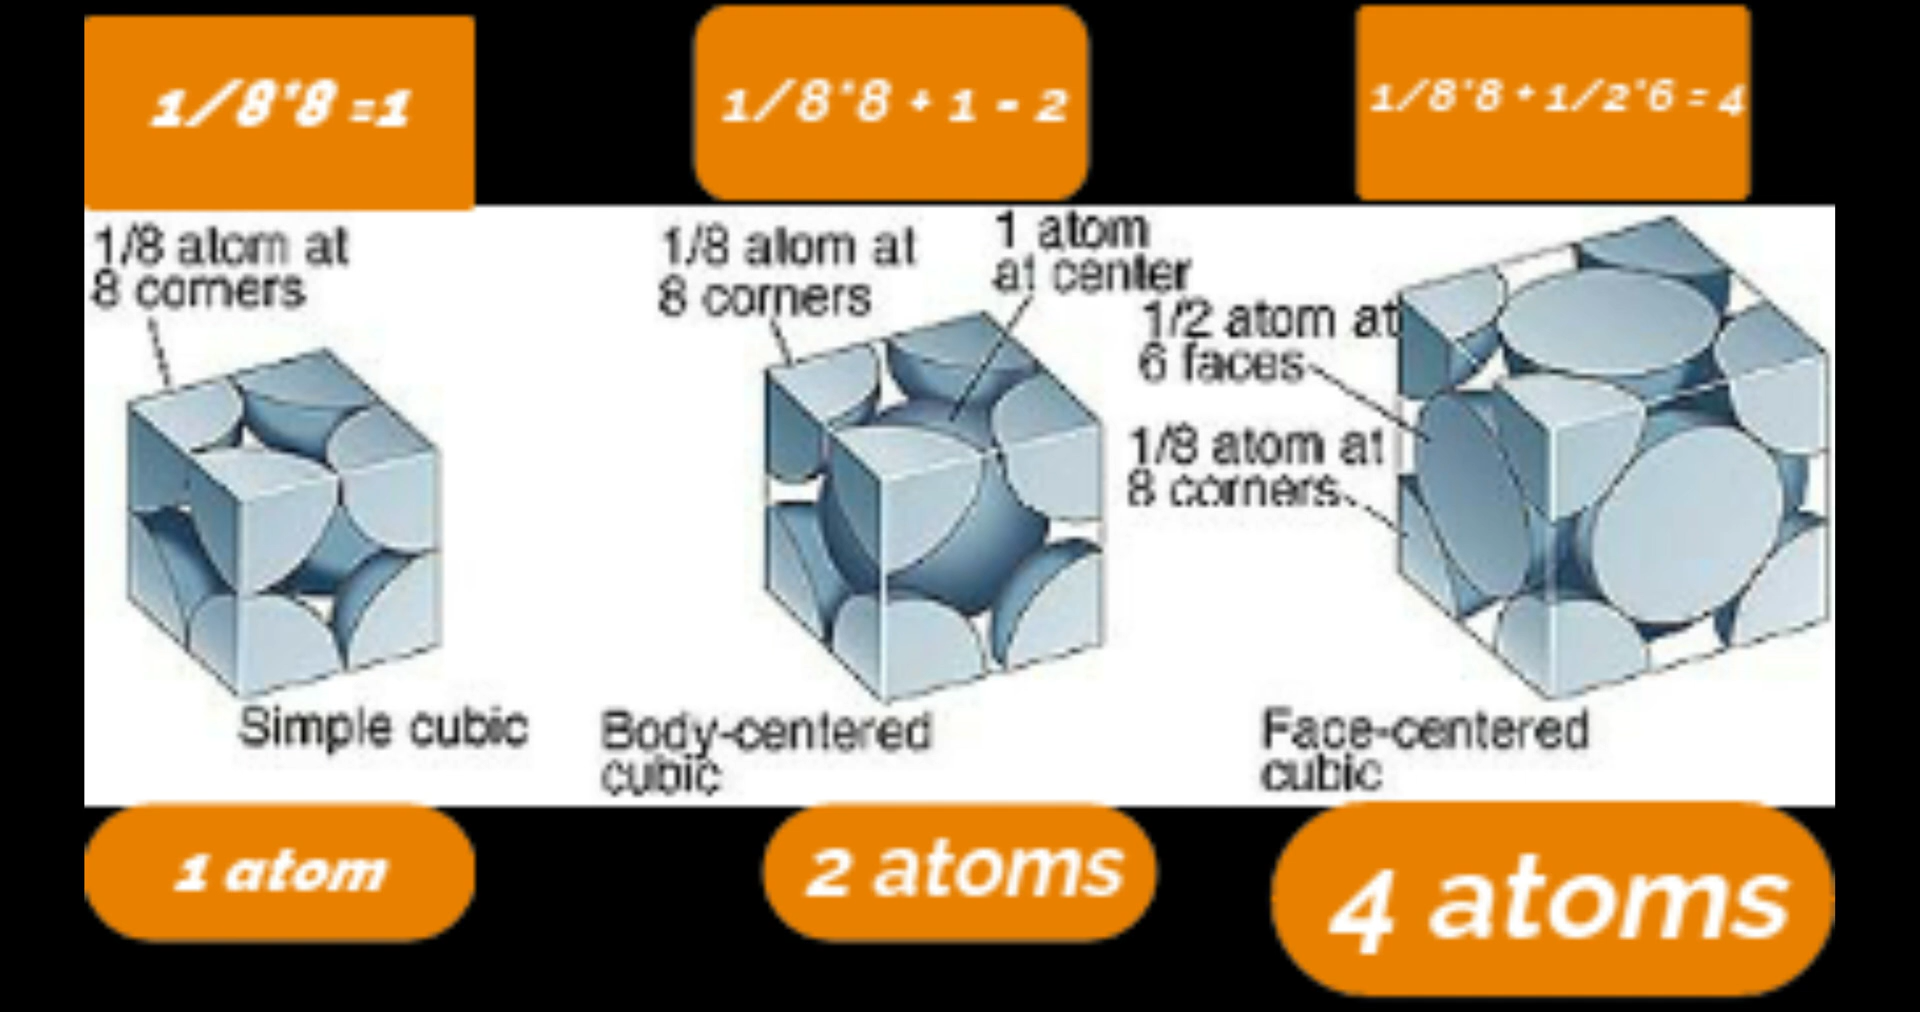 1/8*8 =1
1/8*8 + 1 - 2
1/8*8 + 1/2*6 = 4
1/8 atom at
8 corners
1/8 atom at
8 corners
1 atom
at center
1/2 atom at
6 faces
1/8 atom at
8 corners
Simple cubic
Body-centered
cubic
Face-centered
cubic
1 atom
2 atoms
4 atoms